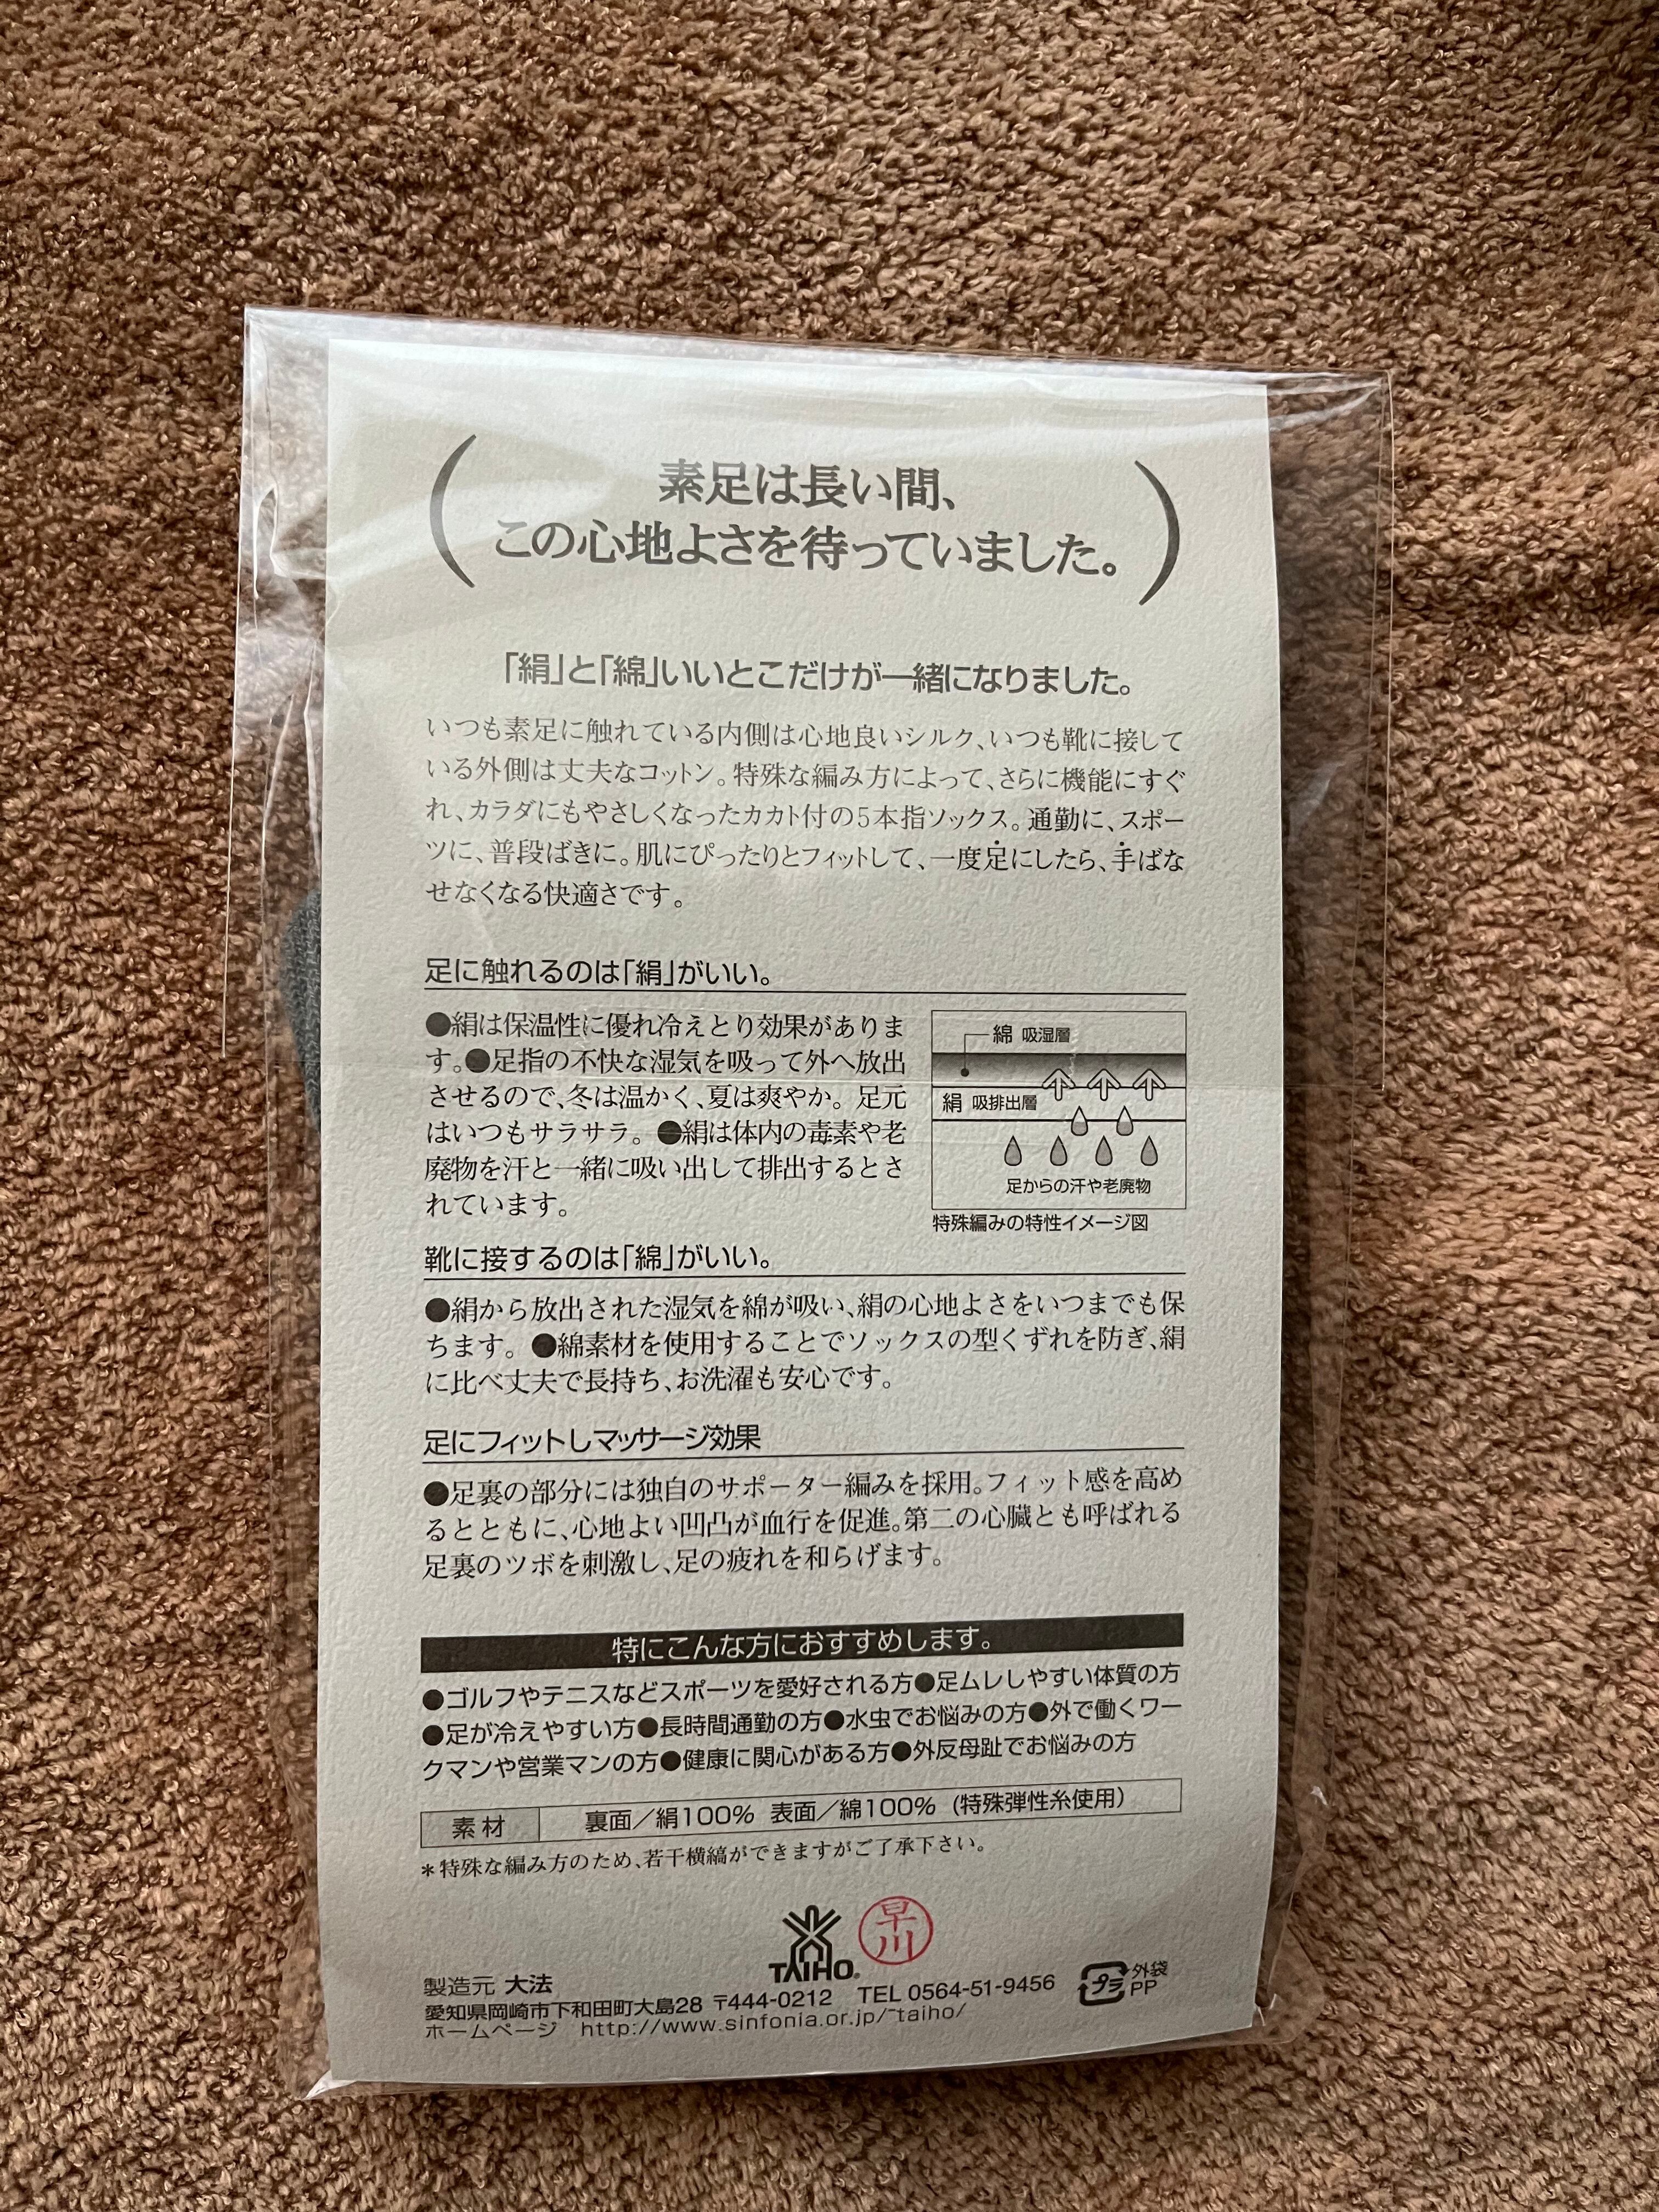 素足は長い間、
この心地よさを待っていました。
「絹」と「綿」いいとこだけが一緒になりました。
いつも素足に触れている内側は心地良いシルク、いつも靴に接して
いる外側は丈夫なコットン。特殊な編み方によって、さらに機能にすぐ
れ、カラダにもやさしくなったカカト付の5本指ソックス。通勤に、スポー
ツに、普段ばきに。肌にぴったりとフィットして、一度足にしたら、手ばな
せなくなる快適さです。
足に触れるのは「絹」がいい。
●絹は保温性に優れ冷えとり効果がありま
す。●足指の不快な湿気を吸って外へ放出
させるので、冬は温かく、夏は爽やか。足元
はいつもサラサラ。●絹は体内の毒素や老
廃物を汗と一緒に吸い出して排出するとさ
れています。
綿 吸湿層
絹 吸排出層
足からの汗や老廃物
特殊編みの特性イメージ図
靴に接するのは「綿」がいい。
●絹から放出された湿気を綿が吸い、絹の心地よさをいつまでも保
ちます。●綿素材を使用することでソックスの型くずれを防ぎ、絹
に比べ丈夫で長持ち、お洗濯も安心です。
足にフィットしマッサージ効果
●足裏の部分には独自のサポーター編みを採用。フィット感を高め
るとともに、心地よい凹凸が血行を促進。第二の心臓とも呼ばれる
足裏のツボを刺激し、足の疲れを和らげます。
特にこんな方におすすめします。
●ゴルフやテニスなどスポーツを愛好される方●足ムレしやすい体質の方
●足が冷えやすい方●長時間通勤の方●水虫でお悩みの方●外で働くワー
クマンや営業マンの方●健康に関心がある方●外反母趾でお悩みの方
素材 裏面／絹100% 表面／綿100%（特殊弾性糸使用）
＊特殊な編み方のため、若干横縞ができますがご了承下さい。
TAIHO®
早川
製造元 大法
愛知県岡崎市下和田町大島28 〒444-0212 TEL 0564-51-9456
ホームページ http://www.sinfonia.or.jp/~taiho/
プラ 外袋
PP